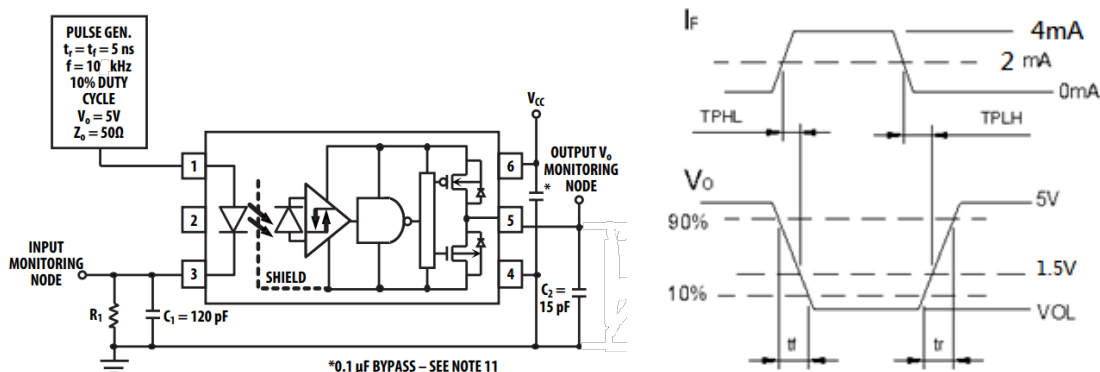 PULSE GEN.
tr = tf = 5 ns
f = 10 kHz
10% DUTY
CYCLE
Vo = 5V
Zo = 50Ω
VCC
OUTPUT Vo
MONITORING
NODE
1
2
3
6
5
4
*
SHIELD
INPUT
MONITORING
NODE
R1
C1 = 120 pF
C2 =
15 pF
*0.1 µF BYPASS – SEE NOTE 11
IF
4mA
2 mA
0mA
TPHL
TPLH
VO
5V
90%
1.5V
10%
VOL
tf
tr